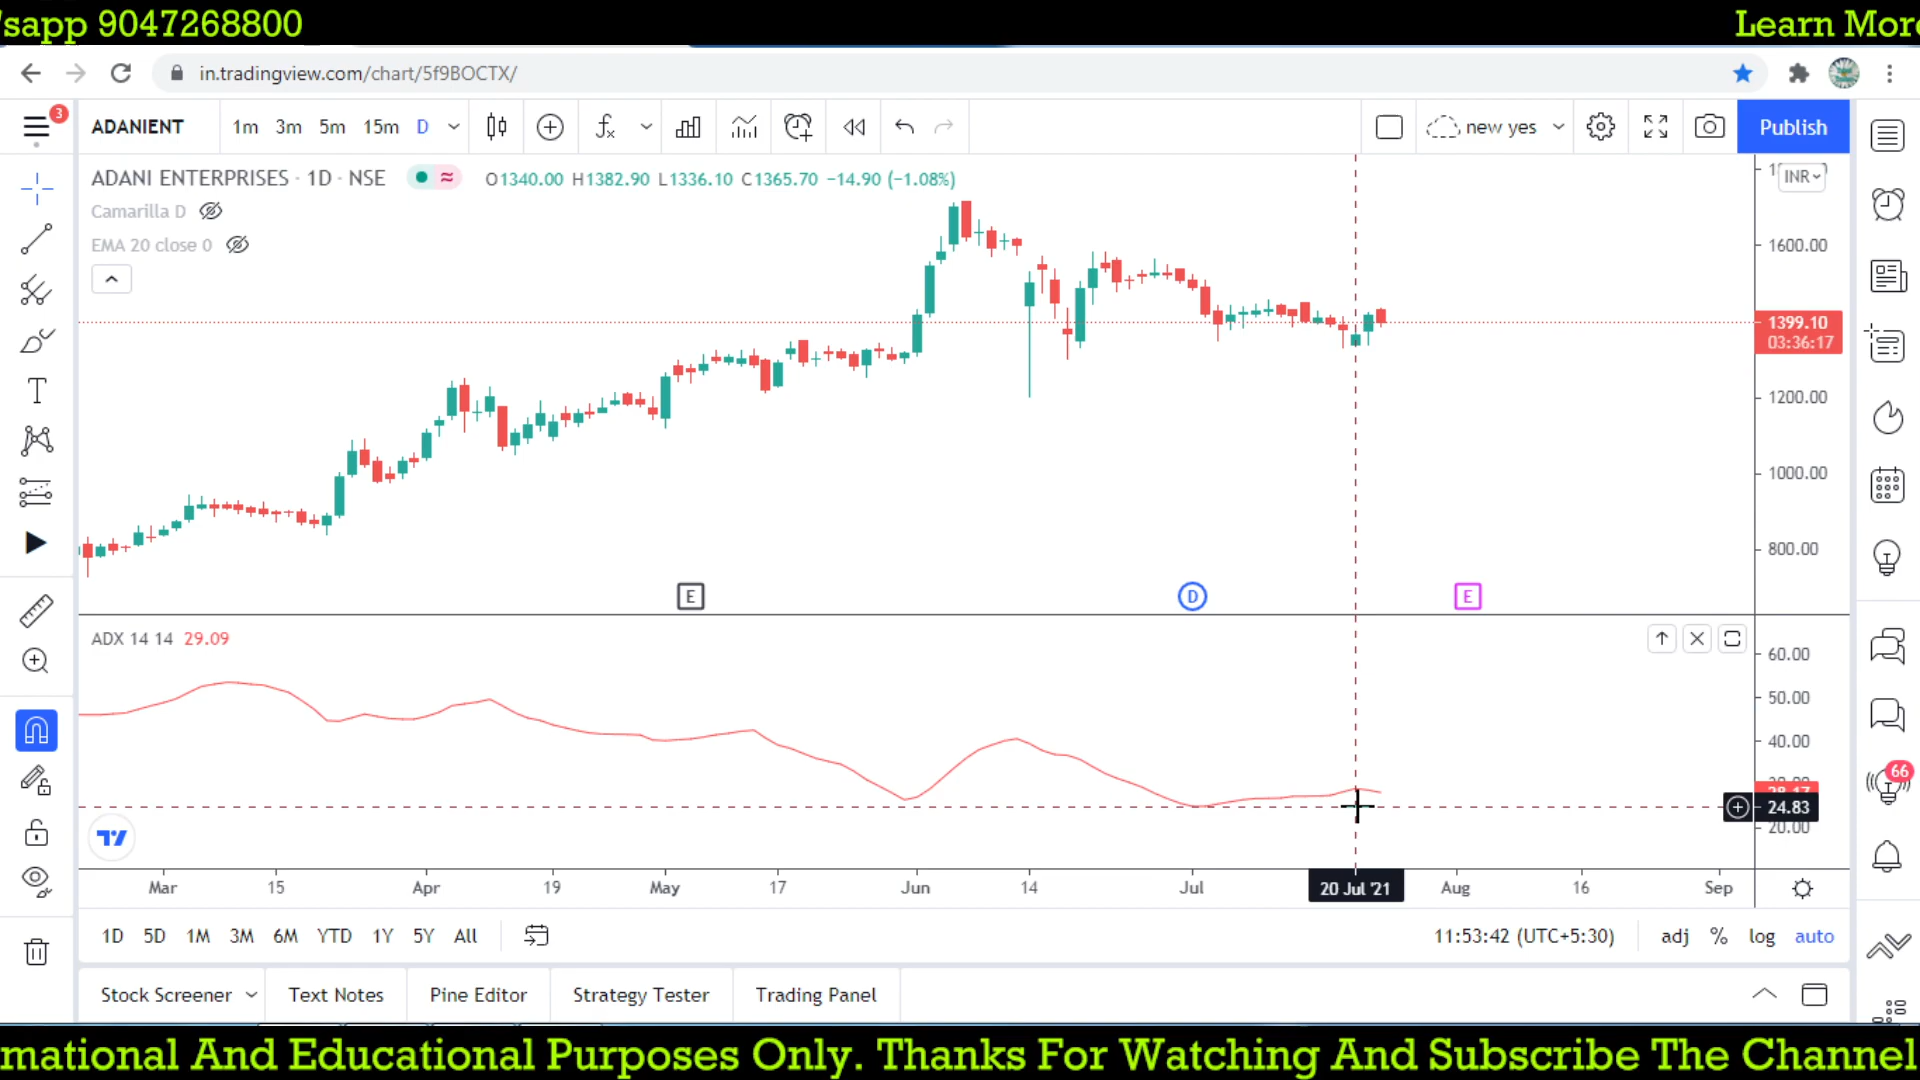 'sapp 9047268800
Learn More
in.tradingview.com/chart/5f9BOCTX/
3
ADANIENT 1m 3m 5m 15m D
new yes
Publish
ADANI ENTERPRISES · 1D · NSE O1340.00 H1382.90 L1336.10 C1365.70 −14.90 (−1.08%)
INR
Camarilla D
EMA 20 close 0
1600.00
1399.10
03:36:17
1200.00
1000.00
800.00
E D E
ADX 14 14 29.09
60.00
50.00
40.00
24.83
20.00
66
Mar 15 Apr 19 May 17 Jun 14 Jul 20 Jul '21 Aug 16 Sep
1D 5D 1M 3M 6M YTD 1Y 5Y All
11:53:42 (UTC+5:30) adj % log auto
Stock Screener Text Notes Pine Editor Strategy Tester Trading Panel
mational And Educational Purposes Only. Thanks For Watching And Subscribe The Channel